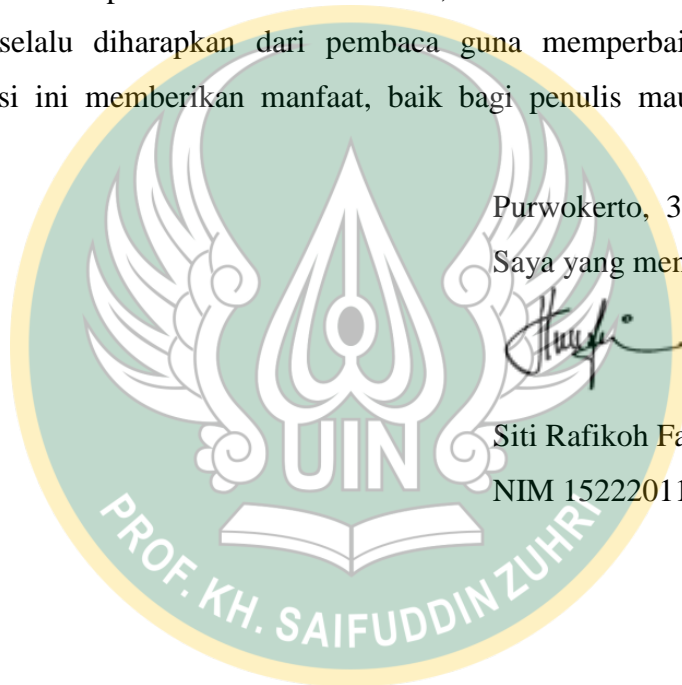 selalu diharapkan dari pembaca guna memperbai
si ini memberikan manfaat, baik bagi penulis mau
Purwokerto, 3
Saya yang men
Siti Rafikoh Fa
NIM 15222011
UIN
PROF. KH. SAIFUDDIN ZUHRI